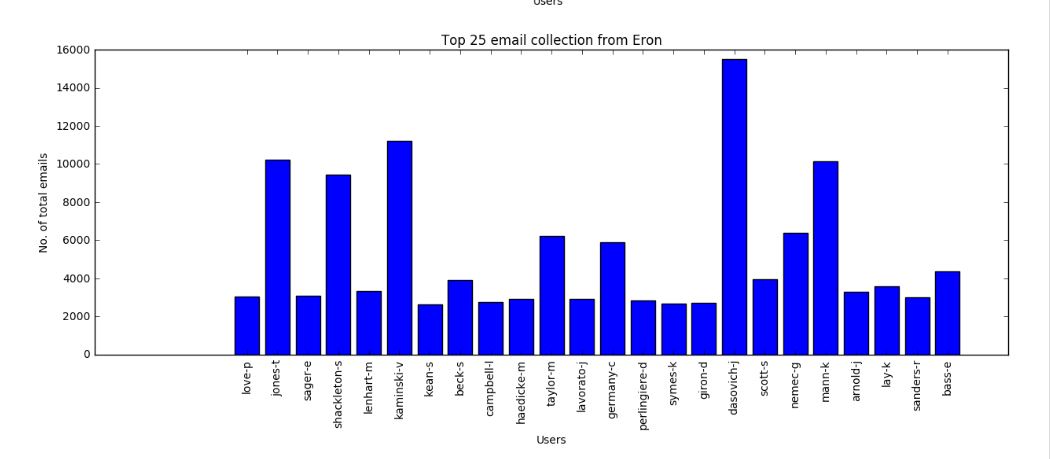 Users
Top 25 email collection from Eron
16000
14000
12000
10000
8000
6000
4000
2000
0
No. of total emails
love-p
jones-t
sager-e
shackleton-s
lenhart-m
kaminski-v
kean-s
beck-s
campbell-l
haedicke-m
taylor-m
lavorato-j
germany-c
perlingiere-d
symes-k
giron-d
dasovich-j
scott-s
nemec-g
mann-k
arnold-j
lay-k
sanders-r
bass-e
Users